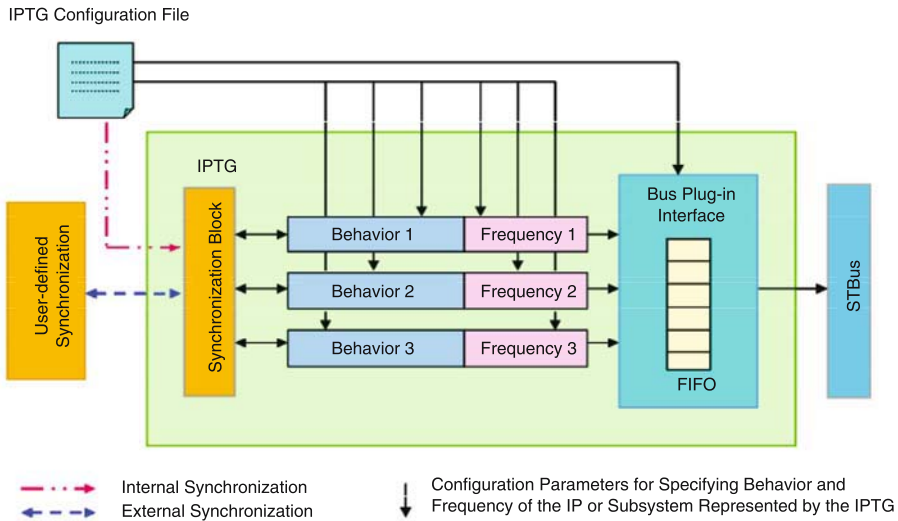 IPTG Configuration File
IPTG
User-defined
Synchronization
Synchronization Block
Behavior 1
Frequency 1
Behavior 2
Frequency 2
Behavior 3
Frequency 3
Bus Plug-in
Interface
FIFO
STBus
Internal Synchronization
External Synchronization
Configuration Parameters for Specifying Behavior and
Frequency of the IP or Subsystem Represented by the IPTG